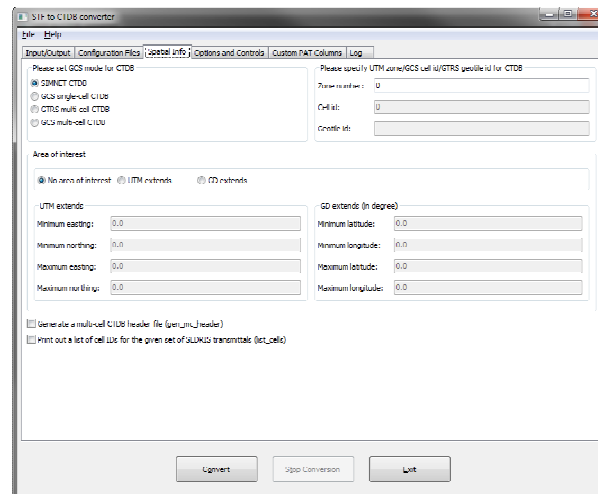 STF to CTDB converter
File Help
Input/Output Configuration Files Spatial Info Options and Controls Custom PAT Columns Log
Please set GCS mode for CTDB
SIMNET CTDB
GCS single-cell CTDB
GTRS multi-cell CTDB
GCS multi-cell CTDB
Please specify UTM zone/GCS cell id/GTRS geotile id for CTDB
Zone number: 0
Cell id: 0
Geotile id:
Area of interest
No area of interest UTM extends GD extends
UTM extends
Minimum easting: 0.0
Minimum northing: 0.0
Maximum easting: 0.0
Maximum northing: 0.0
GD extends (in degree)
Minimum latitude: 0.0
Minimum longitude: 0.0
Maximum latitude: 0.0
Maximum longitude: 0.0
Generate a multi-cell CTDB header file (gen_mc_header)
Print out a list of cell IDs for the given set of SEDRIS transmittals (list_cells)
Convert Stop Conversion Exit